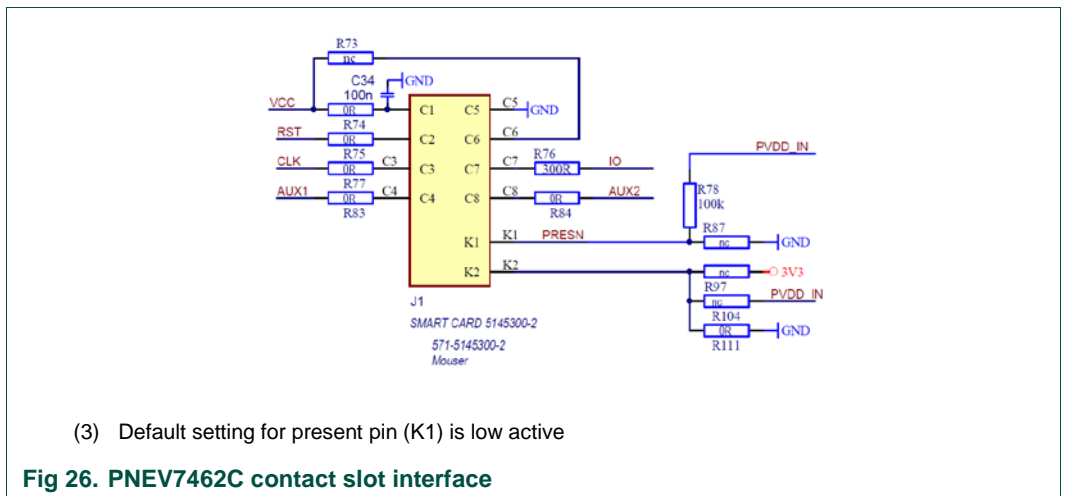 R73
nc
C34
GND
100n
VCC
0R
C1
C5
C5
GND
R74
RST
0R
C2
C6
C6
R75
CLK
0R
C3
C3
C7
C7
R76
300R
IO
R77
AUX1
0R
C4
C4
C8
C8
0R
AUX2
R83
R84
PVDD_IN
R78
100k
R87
K1
K1
PRESN
nc
GND
K2
K2
nc
3V3
R97
nc
PVDD_IN
R104
0R
GND
R111
J1
SMART CARD 5145300-2
571-5145300-2
Mouser
(3) Default setting for present pin (K1) is low active
Fig 26. PNEV7462C contact slot interface